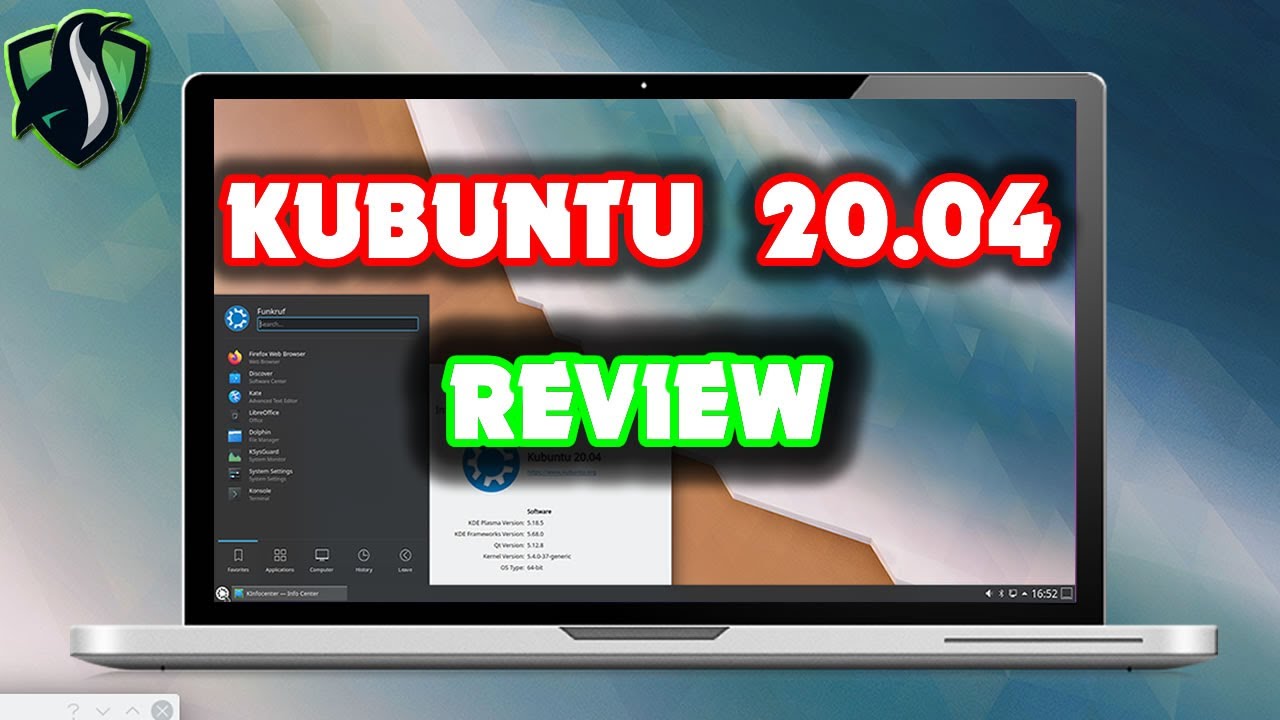 KUBUNTU 20.04
REVIEW
Funkruf
Search...
Firefox Web Browser
Web Browser
Discover
Software Center
Kate
Advanced Text Editor
LibreOffice
Office
Dolphin
File Manager
KSysGuard
System Monitor
System Settings
System Settings
Konsole
Terminal
Favorites
Applications
Computer
History
Leave
Kubuntu 20.04
https://www.kubuntu.org
Software
KDE Plasma Version: 5.18.5
KDE Frameworks Version: 5.68.0
Qt Version: 5.12.8
Kernel Version: 5.4.0-37-generic
OS Type: 64-bit
KInfocenter — Info Center
16:52